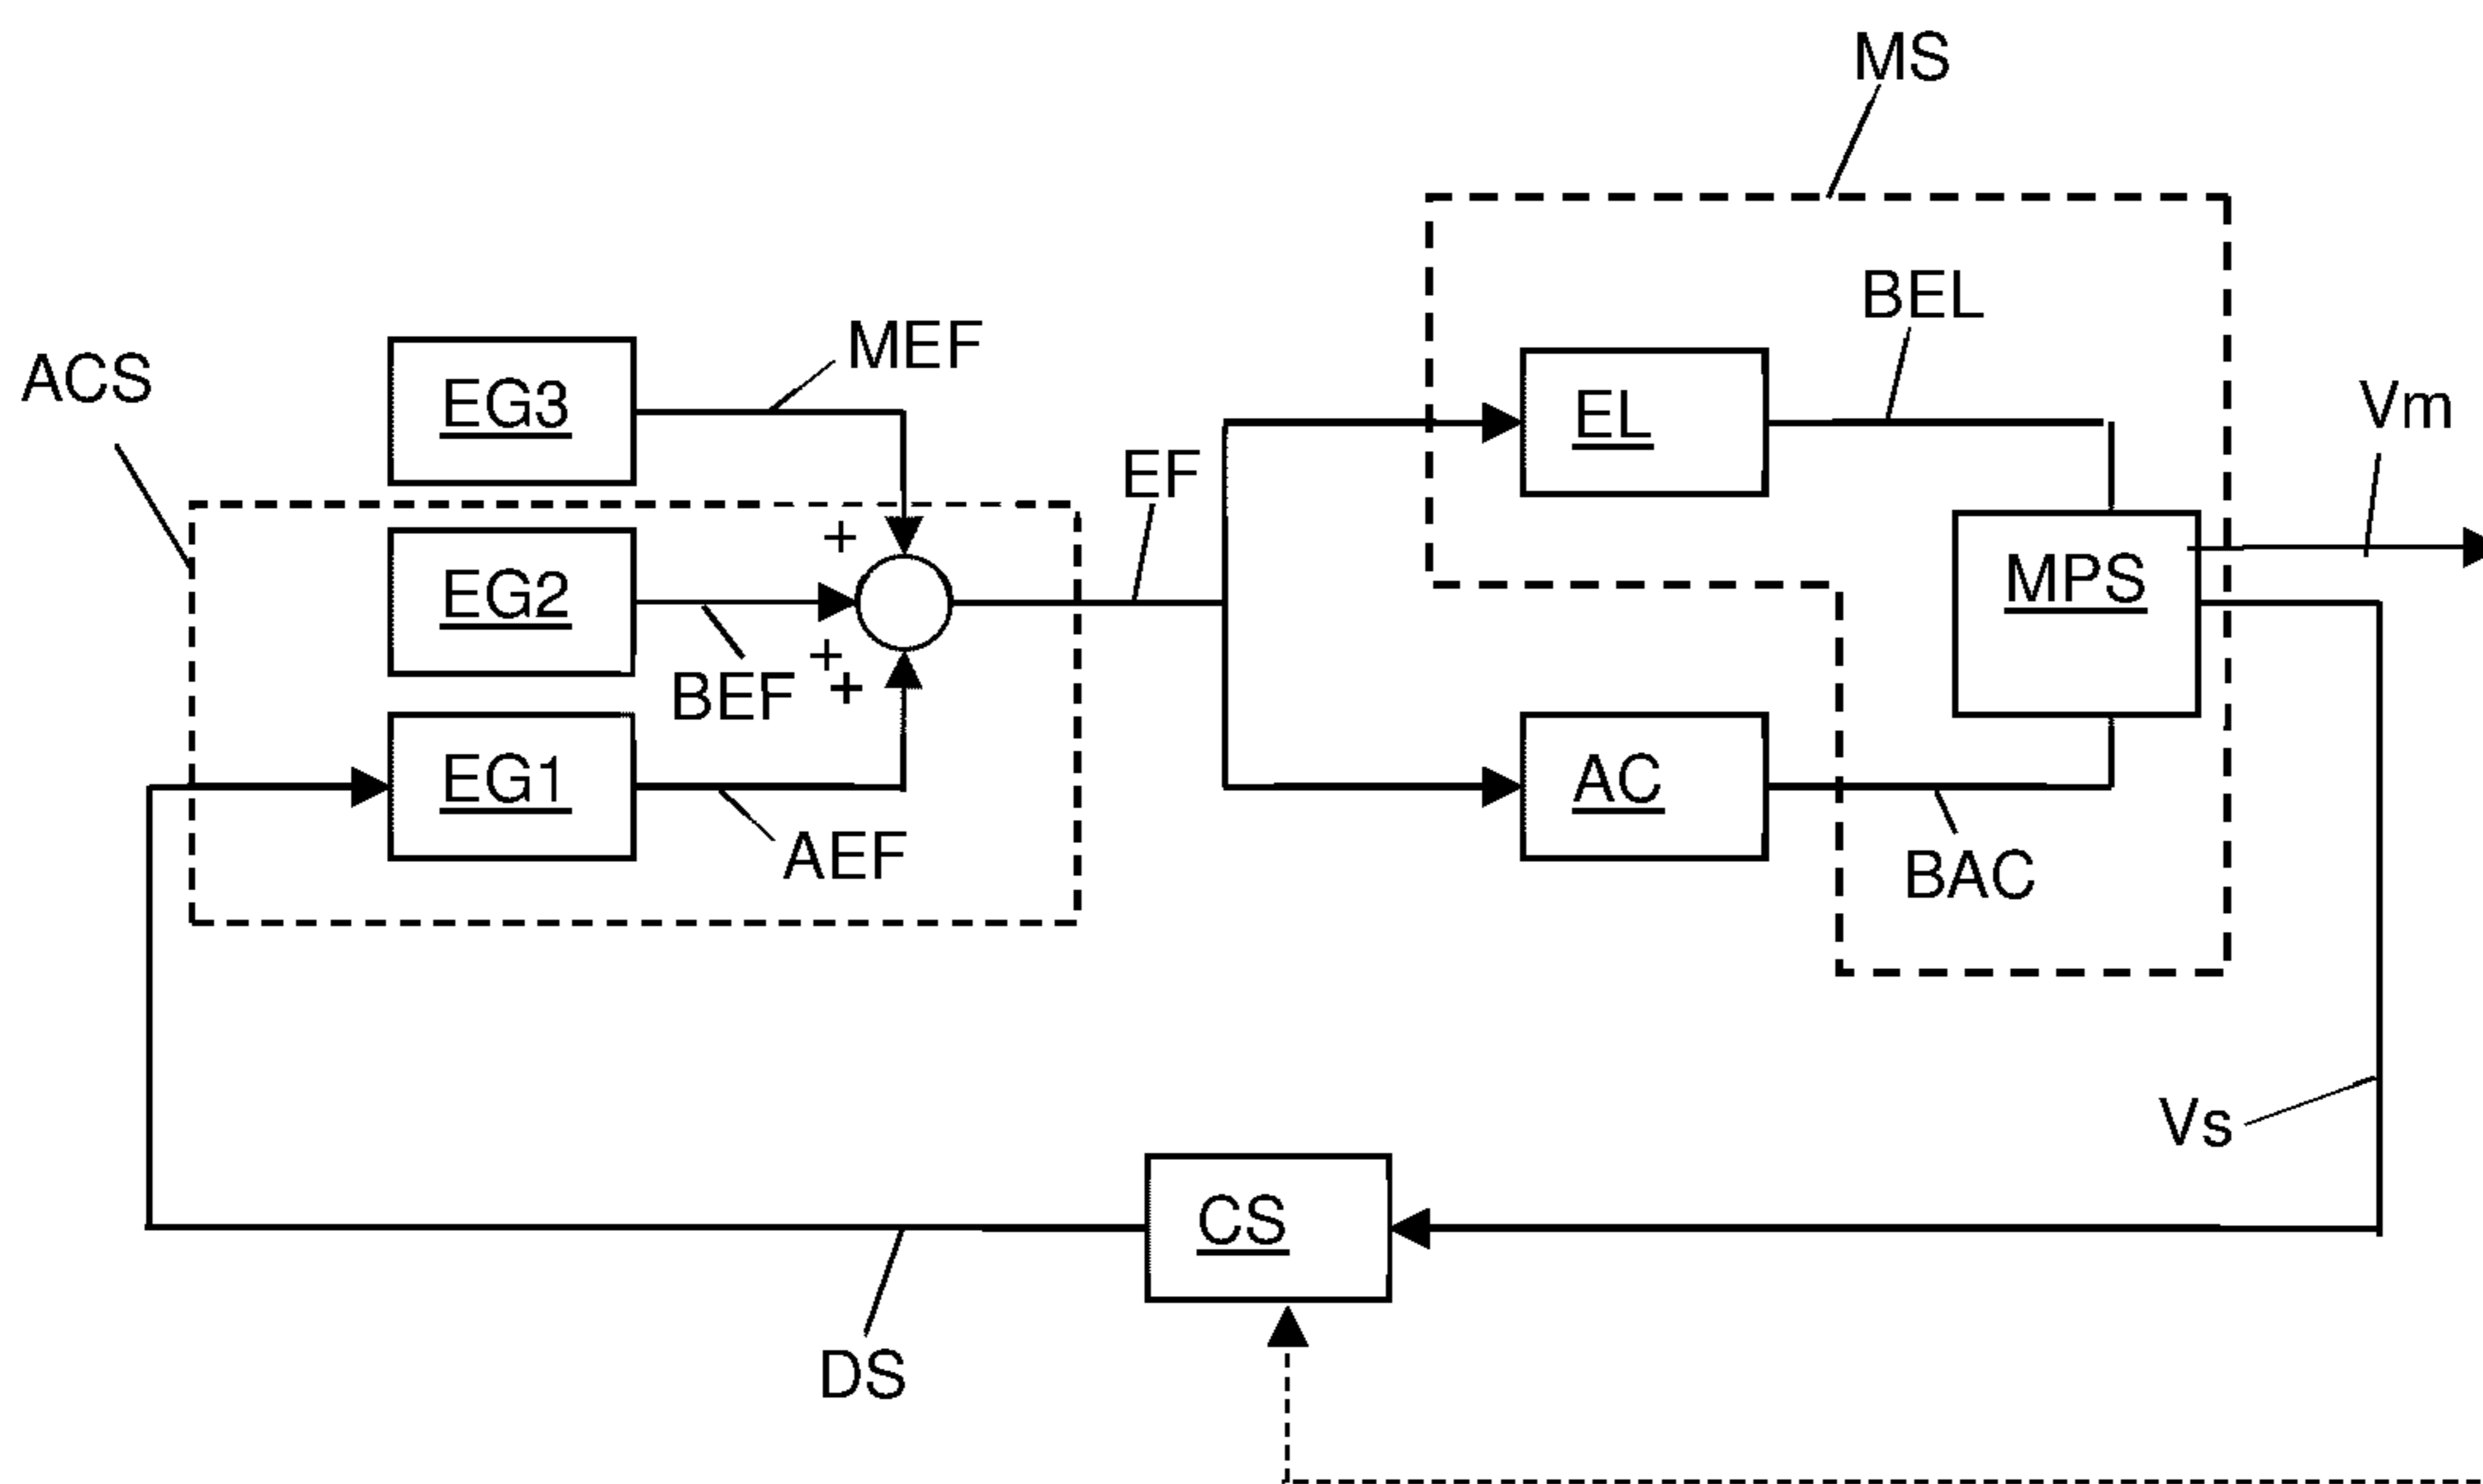 MS
BEL
MEF
ACS
EG3
EL
Vm
EF
+
EG2
MPS
+
BEF
+
EG1
AC
AEF
BAC
Vs
CS
DS